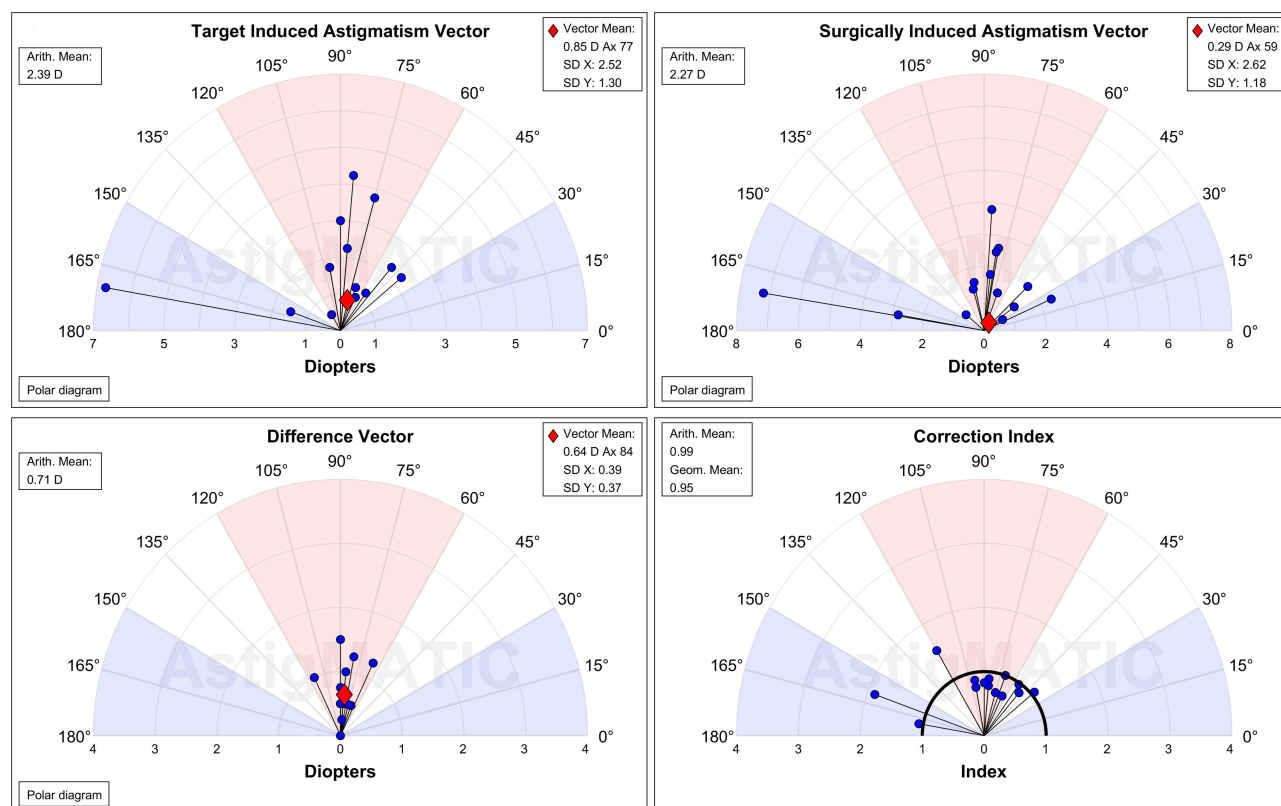 Target Induced Astigmatism Vector
Arith. Mean:
2.39 D
Vector Mean:
0.85 D Ax 77
SD X: 2.52
SD Y: 1.30
90°
105°
75°
120°
60°
135°
45°
150°
30°
165°
15°
180°
0°
AstigMATIC
7 5 3 1 0 1 3 5 7
Diopters
Polar diagram
Surgically Induced Astigmatism Vector
Arith. Mean:
2.27 D
Vector Mean:
0.29 D Ax 59
SD X: 2.62
SD Y: 1.18
90°
105°
75°
120°
60°
135°
45°
150°
30°
165°
15°
180°
0°
AstigMATIC
8 6 4 2 0 2 4 6 8
Diopters
Polar diagram
Difference Vector
Arith. Mean:
0.71 D
Vector Mean:
0.64 D Ax 84
SD X: 0.39
SD Y: 0.37
90°
105°
75°
120°
60°
135°
45°
150°
30°
165°
15°
180°
0°
AstigMATIC
4 3 2 1 0 1 2 3 4
Diopters
Polar diagram
Correction Index
Arith. Mean:
0.99
Geom. Mean:
0.95
90°
105°
75°
120°
60°
135°
45°
150°
30°
165°
15°
180°
0°
AstigMATIC
4 3 2 1 0 1 2 3 4
Index